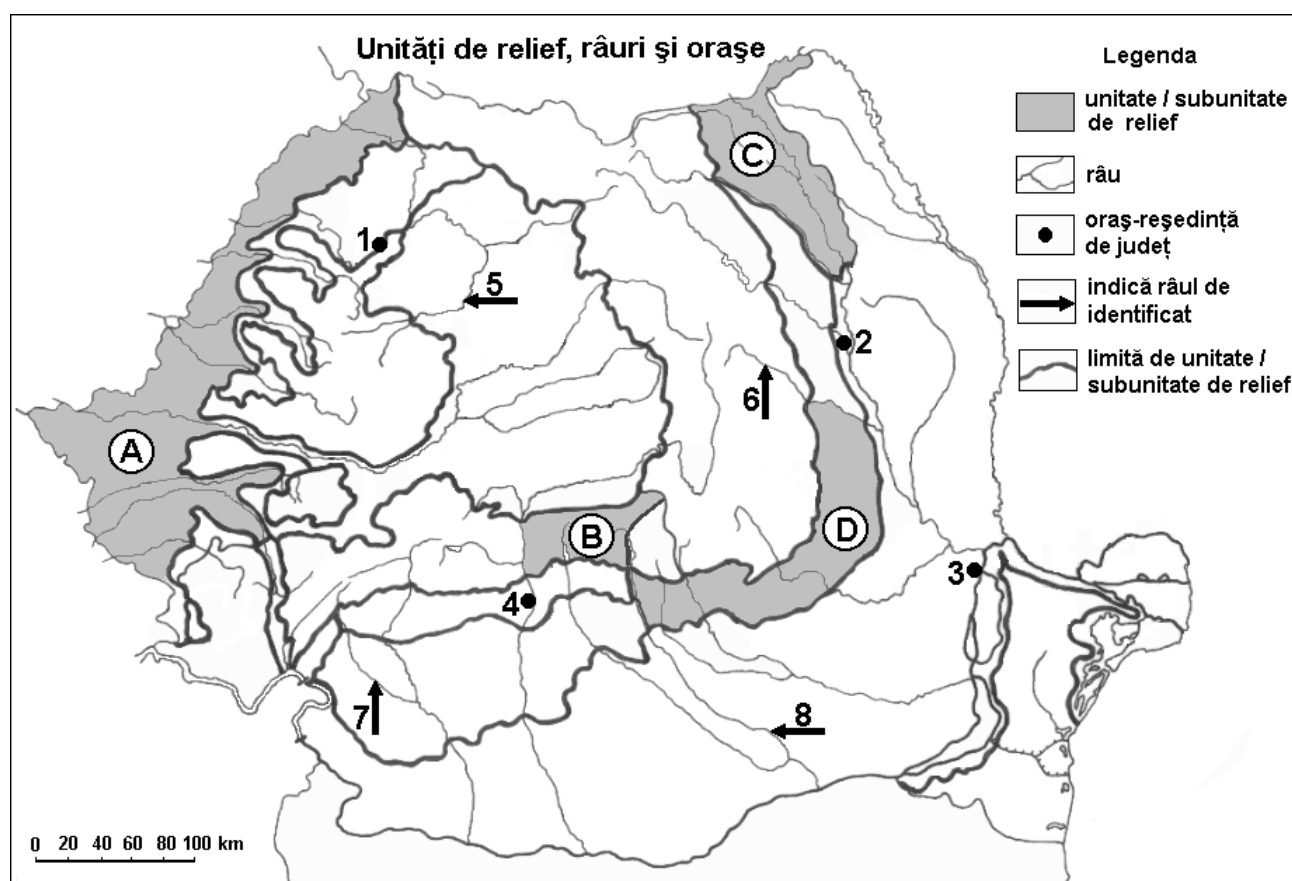 Unități de relief, râuri şi oraşe
Legenda
unitate / subunitate
de relief
râu
oraş-reşedință
de județ
indică râul de
identificat
limită de unitate /
subunitate de relief
C
1
5
2
6
A
B
D
3
4
7
8
0 20 40 60 80 100 km